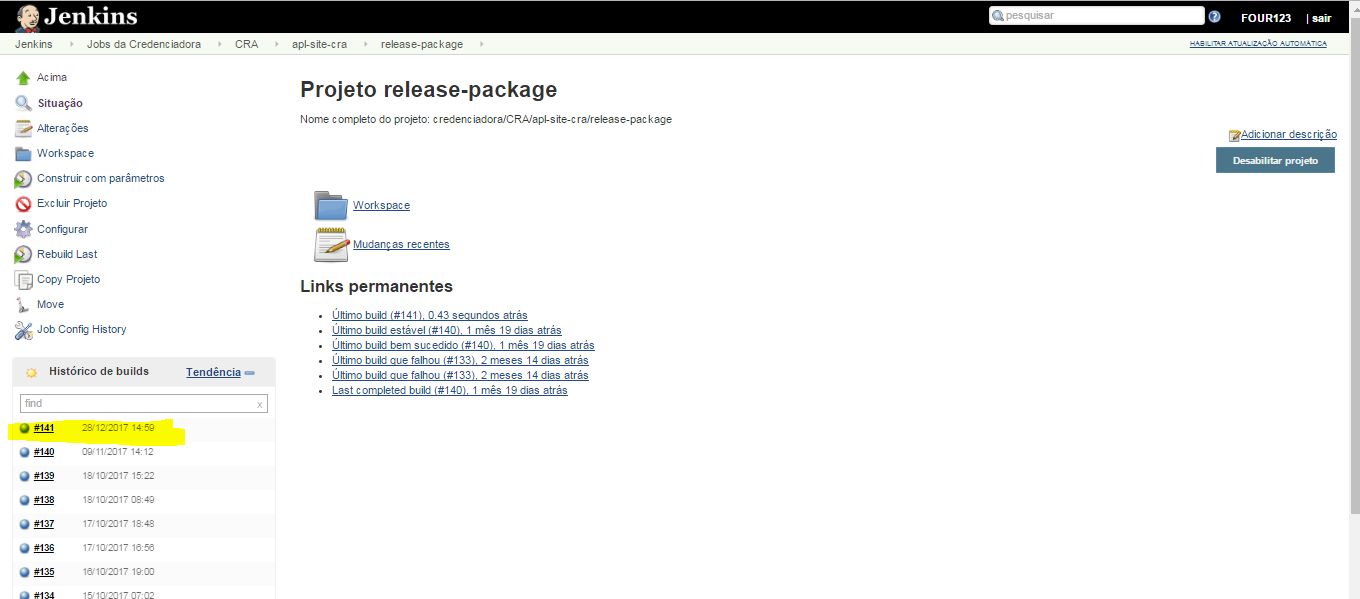 Jenkins
pesquisar
?
FOUR123 | sair
Jenkins Jobs da Credenciadora CRA apl-site-cra release-package
HABILITAR ATUALIZAÇÃO AUTOMÁTICA
Acima
Situação
Alterações
Workspace
Construir com parâmetros
Excluir Projeto
Configurar
Rebuild Last
Copy Projeto
Move
Job Config History
Histórico de builds Tendência
find x
#141 28/12/2017 14:59
#140 09/11/2017 14:12
#139 18/10/2017 15:22
#138 18/10/2017 08:49
#137 17/10/2017 18:48
#136 17/10/2017 16:56
#135 16/10/2017 19:00
#134 15/10/2017 07:02
Projeto release-package
Nome completo do projeto: credenciadora/CRA/apl-site-cra/release-package
Adicionar descrição
Desabilitar projeto
Workspace
Mudanças recentes
Links permanentes
Último build (#141), 0.43 segundos atrás
Último build estável (#140), 1 mês 19 dias atrás
Último build bem sucedido (#140), 1 mês 19 dias atrás
Último build que falhou (#133), 2 meses 14 dias atrás
Último build que falhou (#133), 2 meses 14 dias atrás
Last completed build (#140), 1 mês 19 dias atrás